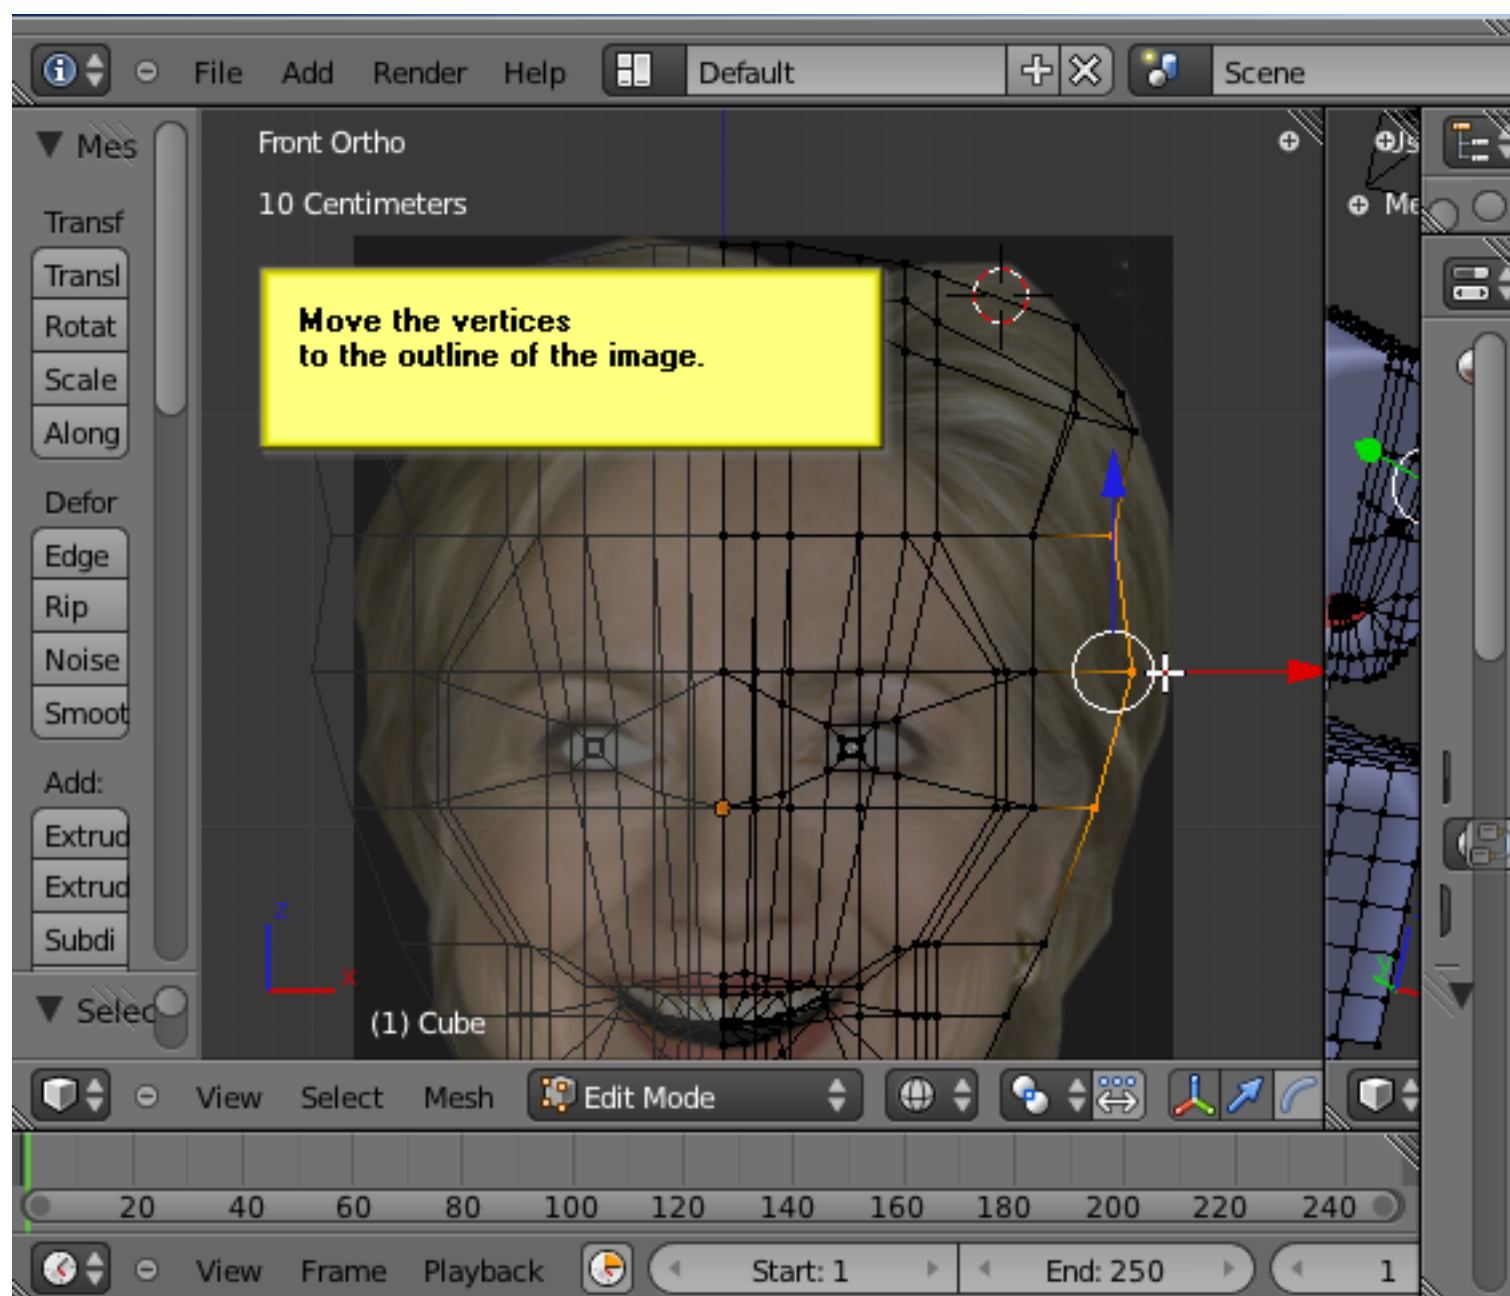 File Add Render Help Default Scene
Mes
Front Ortho
10 Centimeters
Me
Transf
Transl
Rotat
Scale
Along
Move the vertices
to the outline of the image.
Defor
Edge
Rip
Noise
Smoot
Add:
Extrud
Extrud
Subdi
z
x
y
Selec
(1) Cube
View Select Mesh Edit Mode
20 40 60 80 100 120 140 160 180 200 220 240
View Frame Playback Start: 1 End: 250 1